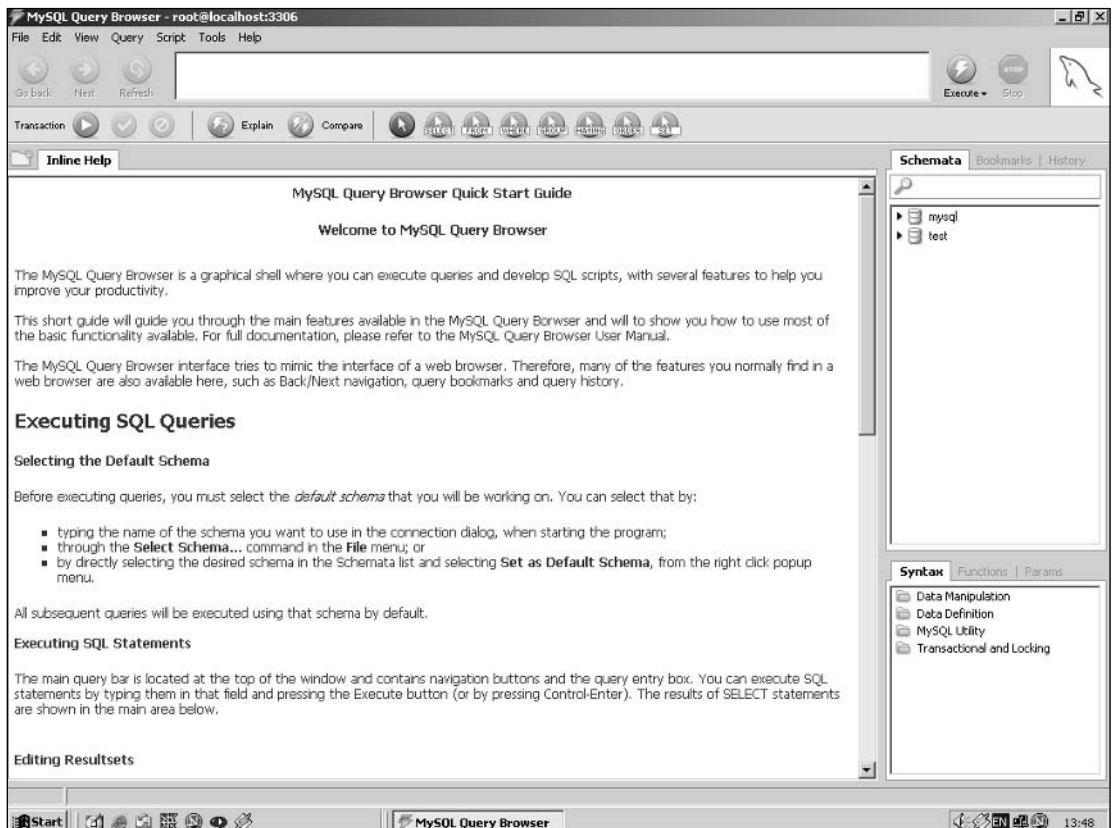 MySQL Query Browser - root@localhost:3306
File Edit View Query Script Tools Help
Go back Next Refresh
Execute STOP Stop
Transaction Explain Compare SELECT FROM WHERE GROUP HAVING ORDER SET
Inline Help
MySQL Query Browser Quick Start Guide
Welcome to MySQL Query Browser
The MySQL Query Browser is a graphical shell where you can execute queries and develop SQL scripts, with several features to help you
improve your productivity.
This short guide will guide you through the main features available in the MySQL Query Borwser and will to show you how to use most of
the basic functionality available. For full documentation, please refer to the MySQL Query Browser User Manual.
The MySQL Query Browser interface tries to mimic the interface of a web browser. Therefore, many of the features you normally find in a
web browser are also available here, such as Back/Next navigation, query bookmarks and query history.
Executing SQL Queries
Selecting the Default Schema
Before executing queries, you must select the default schema that you will be working on. You can select that by:
typing the name of the schema you want to use in the connection dialog, when starting the program;
through the Select Schema... command in the File menu; or
by directly selecting the desired schema in the Schemata list and selecting Set as Default Schema, from the right click popup
menu.
All subsequent queries will be executed using that schema by default.
Executing SQL Statements
The main query bar is located at the top of the window and contains navigation buttons and the query entry box. You can execute SQL
statements by typing them in that field and pressing the Execute button (or by pressing Control-Enter). The results of SELECT statements
are shown in the main area below.
Editing Resultsets
Schemata Bookmarks | History
mysql
test
Syntax Functions | Params
Data Manipulation
Data Definition
MySQL Utility
Transactional and Locking
Start MySQL Query Browser EN 13:48